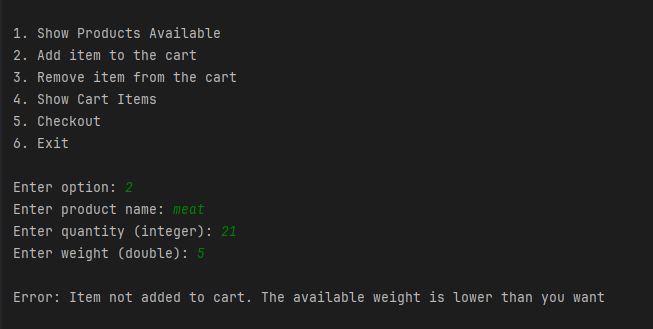 1. Show Products Available
2. Add item to the cart
3. Remove item from the cart
4. Show Cart Items
5. Checkout
6. Exit
Enter option: 2
Enter product name: meat
Enter quantity (integer): 21
Enter weight (double): 5
Error: Item not added to cart. The available weight is lower than you want